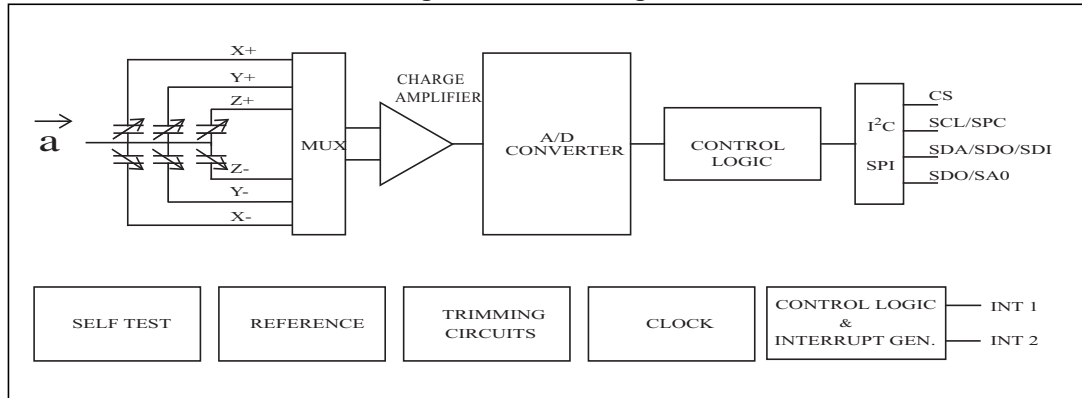 X+
Y+
Z+
a
Z-
Y-
X-
MUX
CHARGE
AMPLIFIER
A/D
CONVERTER
CONTROL
LOGIC
I²C
SPI
CS
SCL/SPC
SDA/SDO/SDI
SDO/SA0
SELF TEST
REFERENCE
TRIMMING
CIRCUITS
CLOCK
CONTROL LOGIC
&
INTERRUPT GEN.
INT 1
INT 2